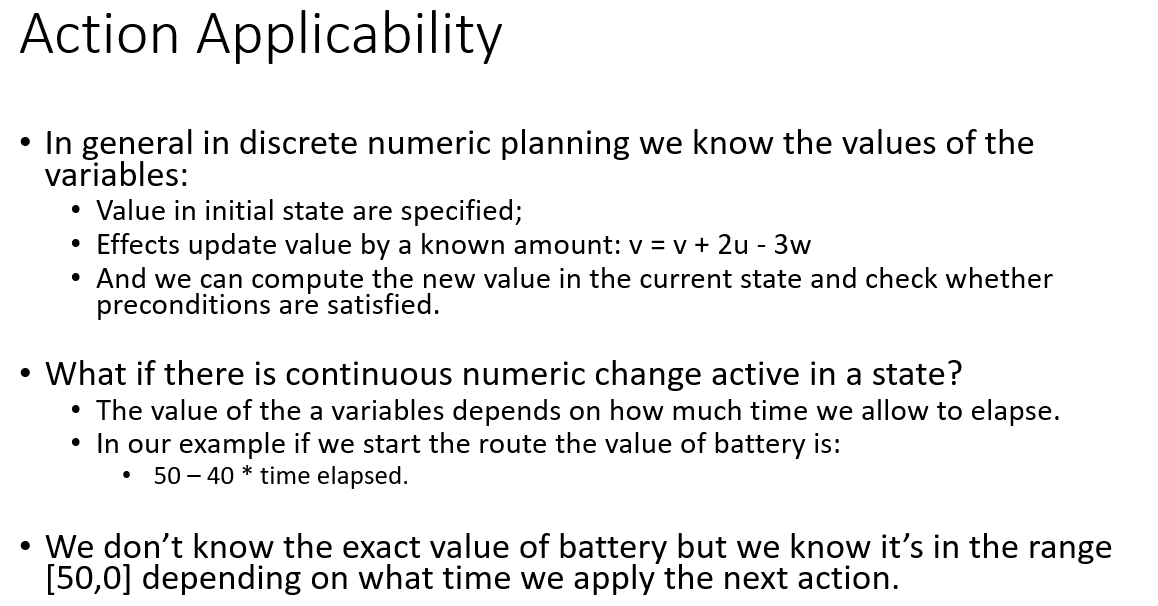 Action Applicability
• In general in discrete numeric planning we know the values of the
variables:
• Value in initial state are specified;
• Effects update value by a known amount: v = v + 2u - 3w
• And we can compute the new value in the current state and check whether
preconditions are satisfied.
• What if there is continuous numeric change active in a state?
• The value of the a variables depends on how much time we allow to elapse.
• In our example if we start the route the value of battery is:
• 50 – 40 * time elapsed.
• We don’t know the exact value of battery but we know it’s in the range
[50,0] depending on what time we apply the next action.